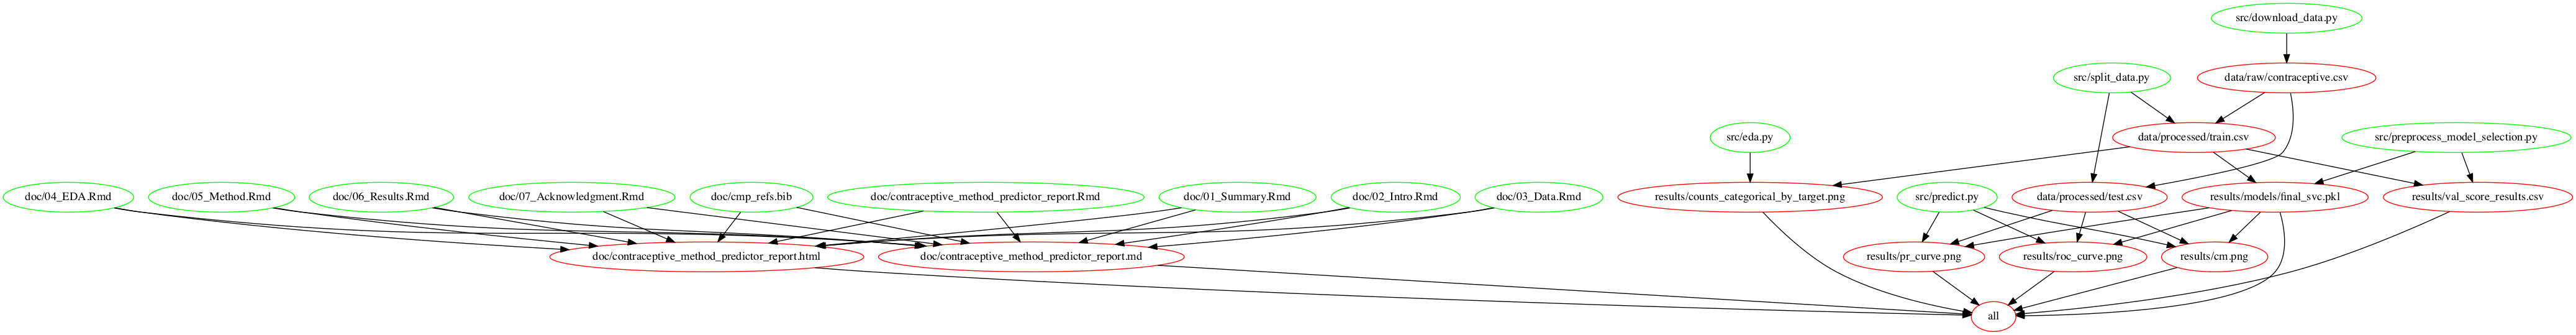 src/download_data.py
src/split_data.py
data/raw/contraceptive.csv
src/eda.py
data/processed/train.csv
src/preprocess_model_selection.py
doc/04_EDA.Rmd
doc/05_Method.Rmd
doc/06_Results.Rmd
doc/07_Acknowledgment.Rmd
doc/cmp_refs.bib
doc/contraceptive_method_predictor_report.Rmd
doc/01_Summary.Rmd
doc/02_Intro.Rmd
doc/03_Data.Rmd
results/counts_categorical_by_target.png
src/predict.py
data/processed/test.csv
results/models/final_svc.pkl
results/val_score_results.csv
doc/contraceptive_method_predictor_report.html
doc/contraceptive_method_predictor_report.md
results/pr_curve.png
results/roc_curve.png
results/cm.png
all